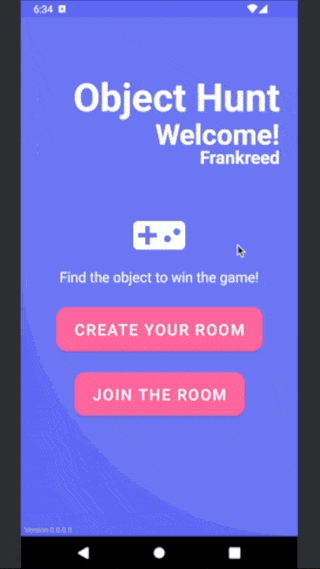 6:34
Object Hunt
Welcome!
Frankreed
Find the object to win the game!
CREATE YOUR ROOM
JOIN THE ROOM
Version 0.0.0.0